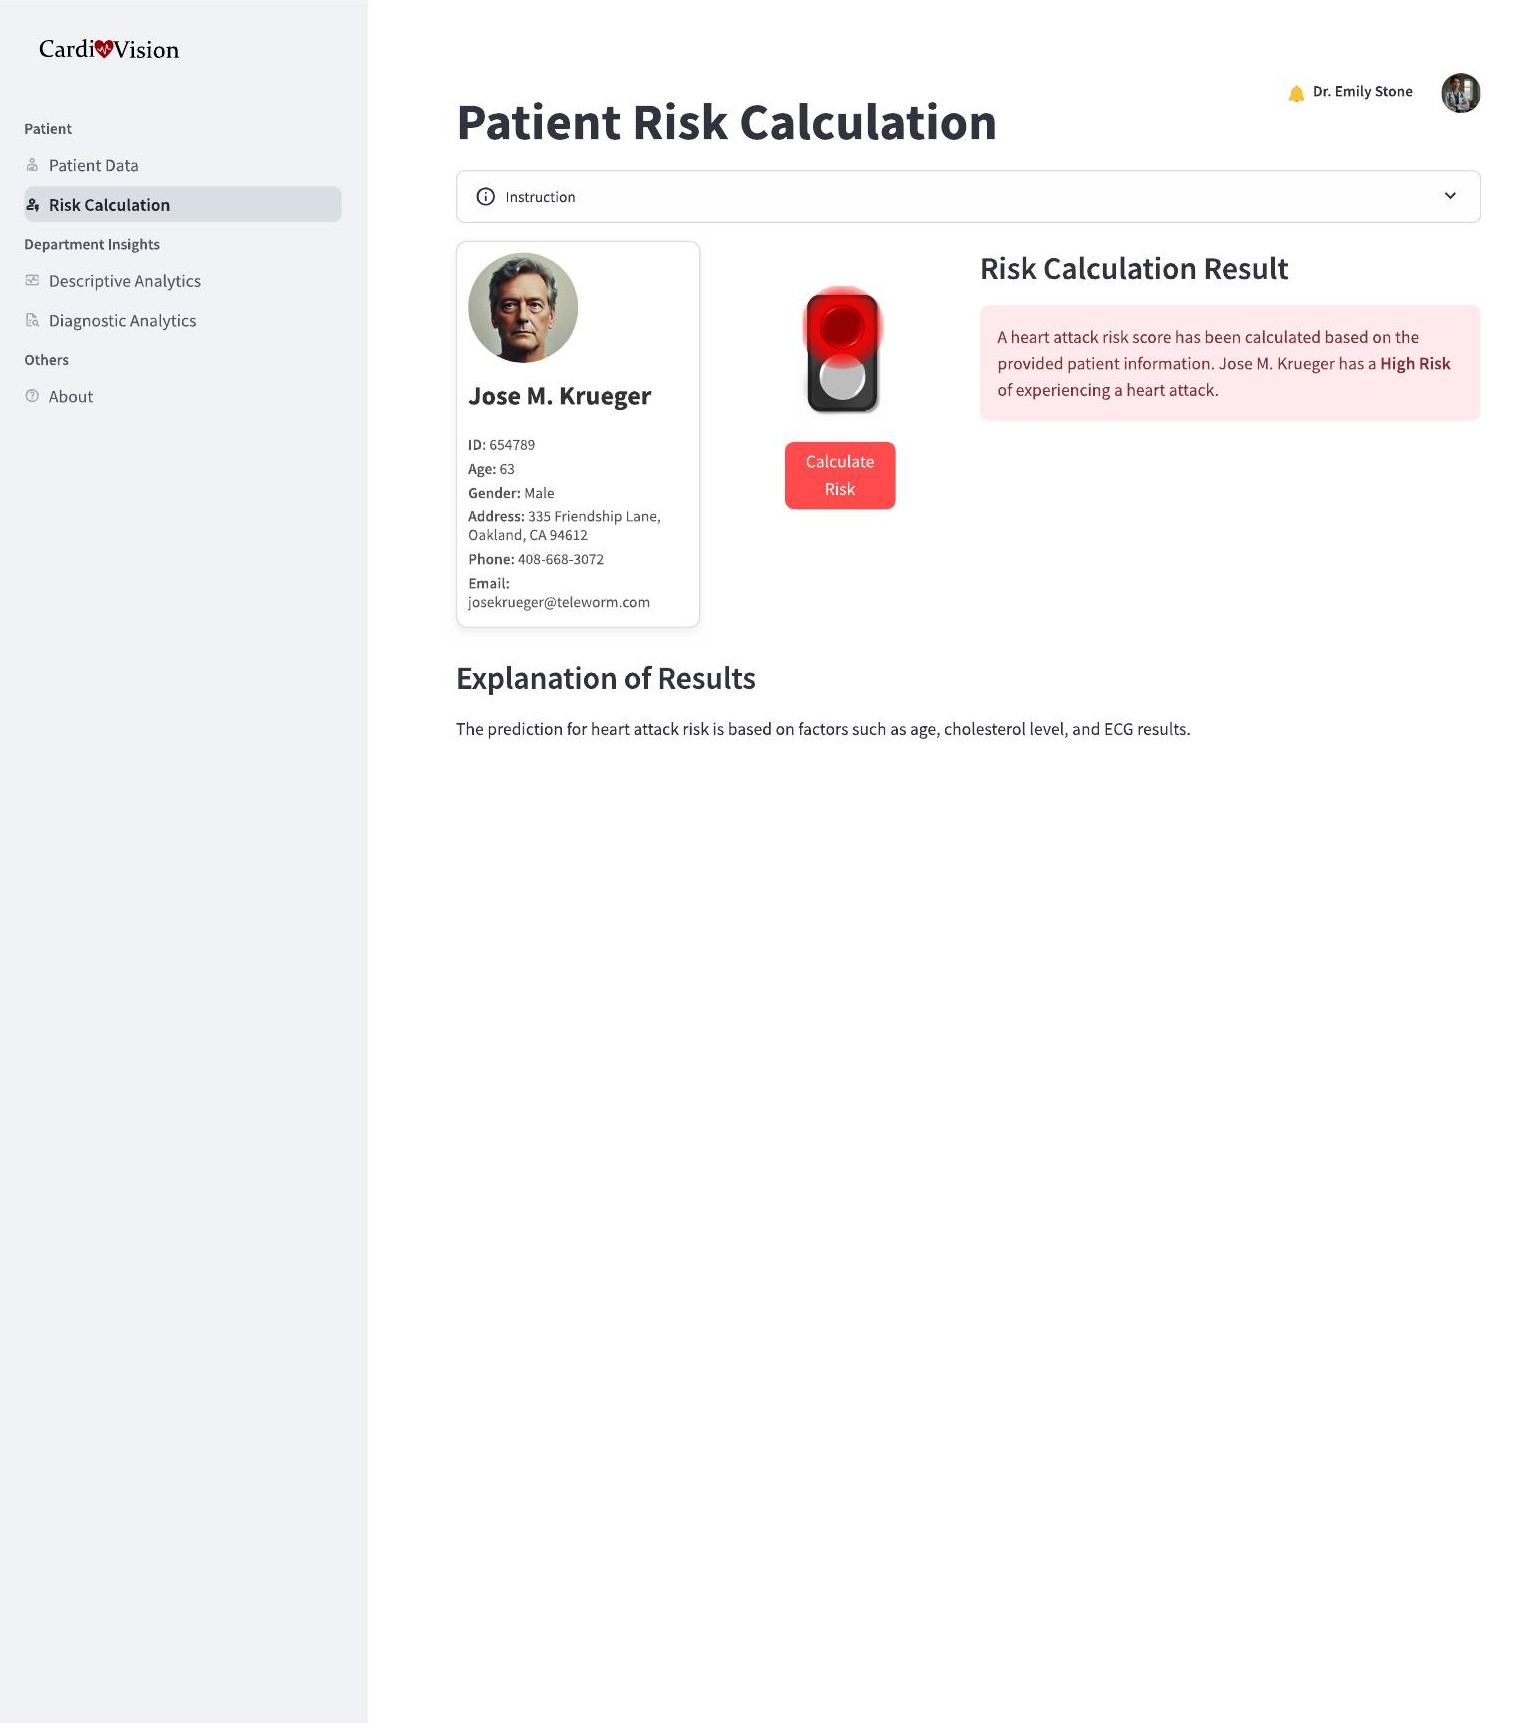 Cardi Vision
Patient
Patient Data
Risk Calculation
Department Insights
Descriptive Analytics
Diagnostic Analytics
Others
About
Dr. Emily Stone
Patient Risk Calculation
Instruction
Jose M. Krueger
ID: 654789
Age: 63
Gender: Male
Address: 335 Friendship Lane,
Oakland, CA 94612
Phone: 408-668-3072
Email:
josekrueger@teleworm.com
Calculate
Risk
Risk Calculation Result
A heart attack risk score has been calculated based on the
provided patient information. Jose M. Krueger has a High Risk
of experiencing a heart attack.
Explanation of Results
The prediction for heart attack risk is based on factors such as age, cholesterol level, and ECG results.